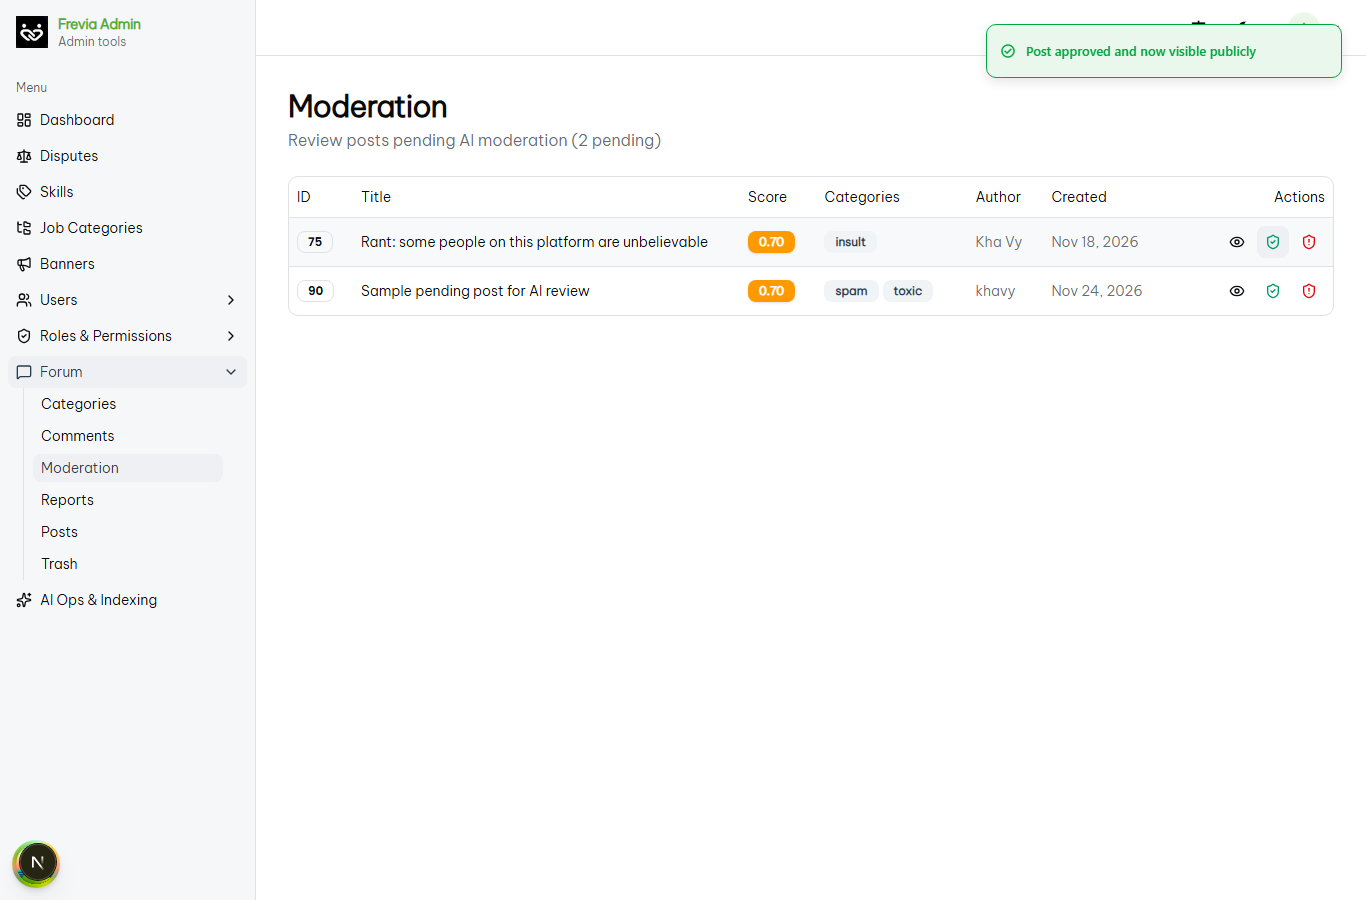 Frevia Admin
Admin tools
Menu
Dashboard
Disputes
Skills
Job Categories
Banners
Users
Roles & Permissions
Forum
Categories
Comments
Moderation
Reports
Posts
Trash
AI Ops & Indexing
N
Post approved and now visible publicly
Moderation
Review posts pending AI moderation (2 pending)
ID Title Score Categories Author Created Actions
75 Rant: some people on this platform are unbelievable 0.70 insult Kha Vy Nov 18, 2026
90 Sample pending post for AI review 0.70 spam toxic khavy Nov 24, 2026